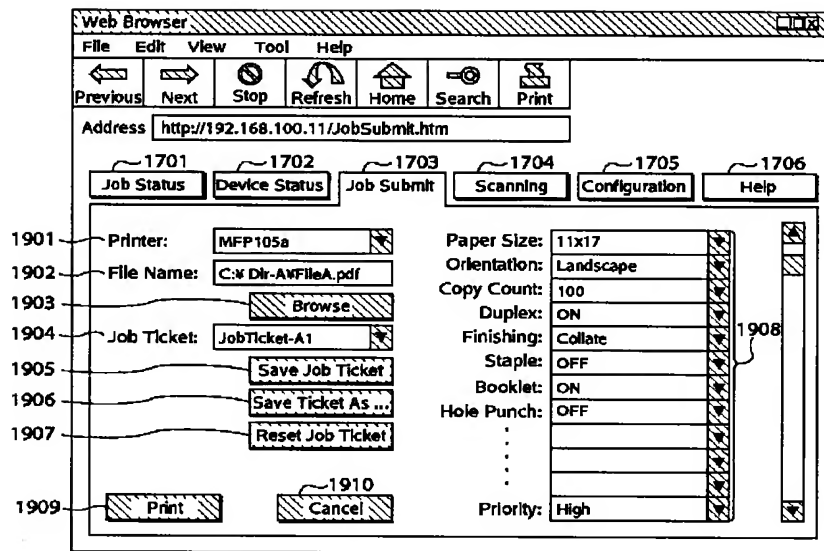 Web Browser
File Edit View Tool Help
Previous Next Stop Refresh Home Search Print
Address http://192.168.100.11/JobSubmit.htm
1701 1702 1703 1704 1705 1706
Job Status Device Status Job Submit Scanning Configuration Help
1901 Printer: MFP105a Paper Size: 11x17
1902 File Name: C:¥ Dir-A¥FileA.pdf Orientation: Landscape
1903 Browse Copy Count: 100
Duplex: ON
1904 Job Ticket: JobTicket-A1 Finishing: Collate 1908
1905 Save Job Ticket Staple: OFF
1906 Save Ticket As ... Booklet: ON
1907 Reset Job Ticket Hole Punch: OFF
1910
1909 Print Cancel Priority: High